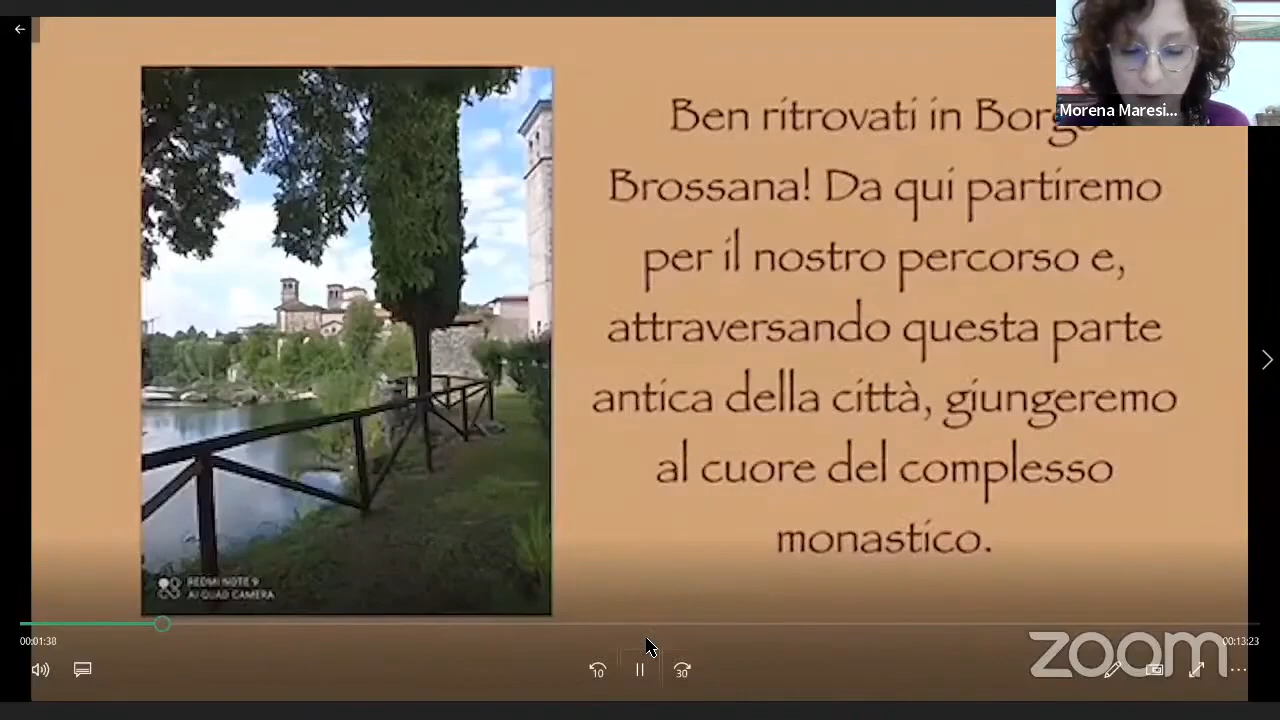 Morena Maresi...
Ben ritrovati in Borgo
Brossana! Da qui partiremo
per il nostro percorso e,
attraversando questa parte
antica della città, giungeremo
al cuore del complesso
monastico.
REDMI NOTE 9
AI QUAD CAMERA
00:01:38
00:13:23
10
30
zoom